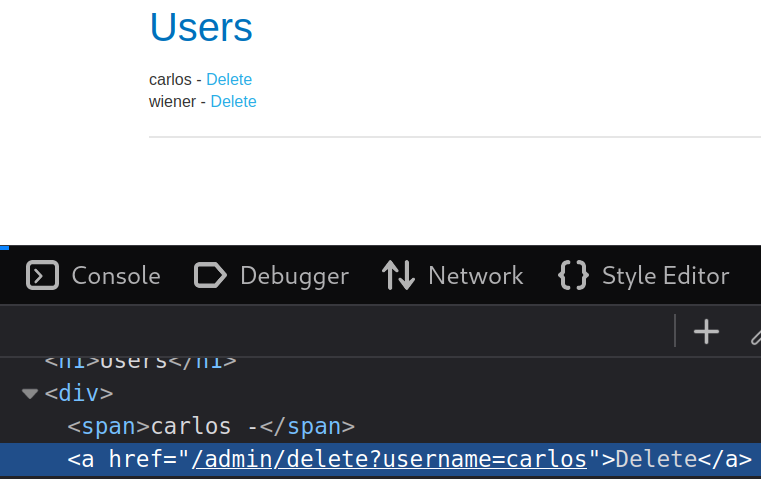 Users
carlos - Delete
wiener - Delete
Console Debugger Network Style Editor
<h1>Users</h1>
<div>
<span>carlos -</span>
<a href="/admin/delete?username=carlos">Delete</a>